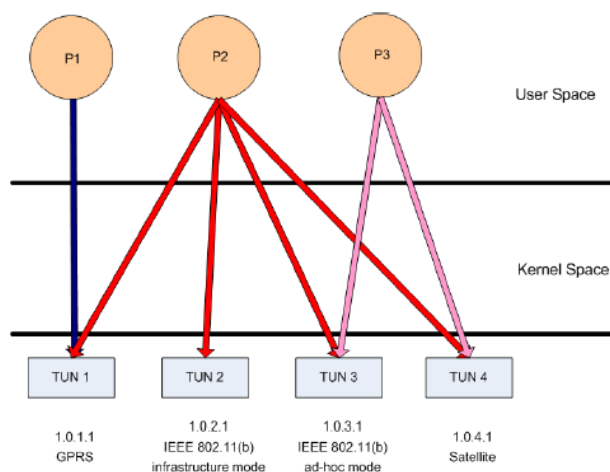 P1
P2
P3
User Space
Kernel Space
TUN 1
TUN 2
TUN 3
TUN 4
1.0.1.1
GPRS
1.0.2.1
IEEE 802.11(b)
infrastructure mode
1.0.3.1
IEEE 802.11(b)
ad-hoc mode
1.0.4.1
Satellite